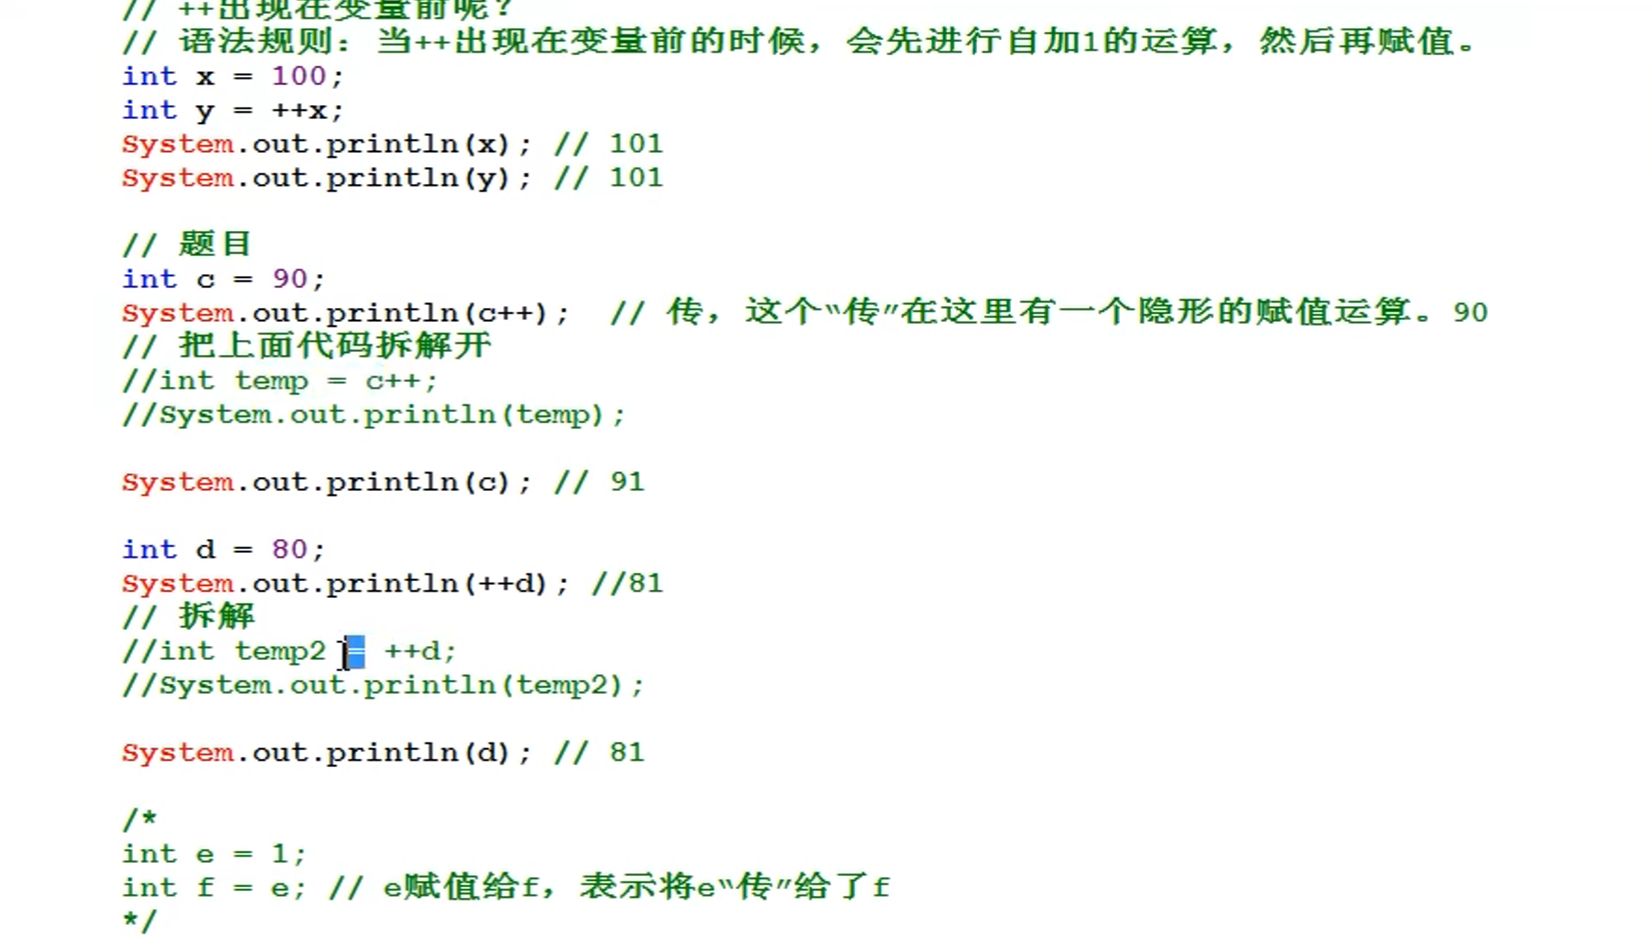 // ++出现在变量前呢？
// 语法规则：当++出现在变量前的时候，会先进行自加1的运算，然后再赋值。
int x = 100;
int y = ++x;
System.out.println(x); // 101
System.out.println(y); // 101
// 题目
int c = 90;
System.out.println(c++);  // 传，这个“传”在这里有一个隐形的赋值运算。90
// 把上面代码拆解开
//int temp = c++;
//System.out.println(temp);
System.out.println(c); // 91
int d = 80;
System.out.println(++d); //81
// 拆解
//int temp2 = ++d;
//System.out.println(temp2);
System.out.println(d); // 81
/*
int e = 1;
int f = e; // e赋值给f，表示将e“传”给了f
*/